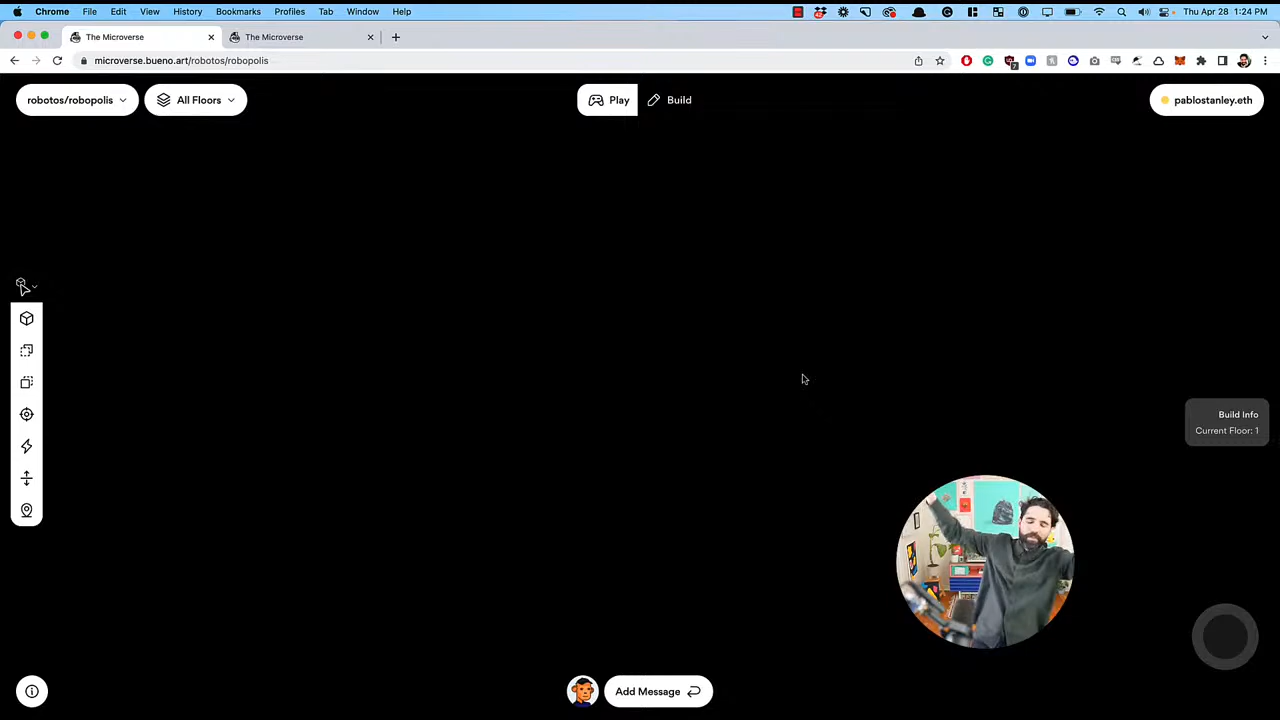 Chrome File Edit View History Bookmarks Profiles Tab Window Help Thu Apr 28 1:24 PM
The Microverse The Microverse
microverse.bueno.art/robotos/robopolis
robotos/robopolis All Floors Play Build pablostanley.eth
Build Info
Current Floor: 1
Add Message